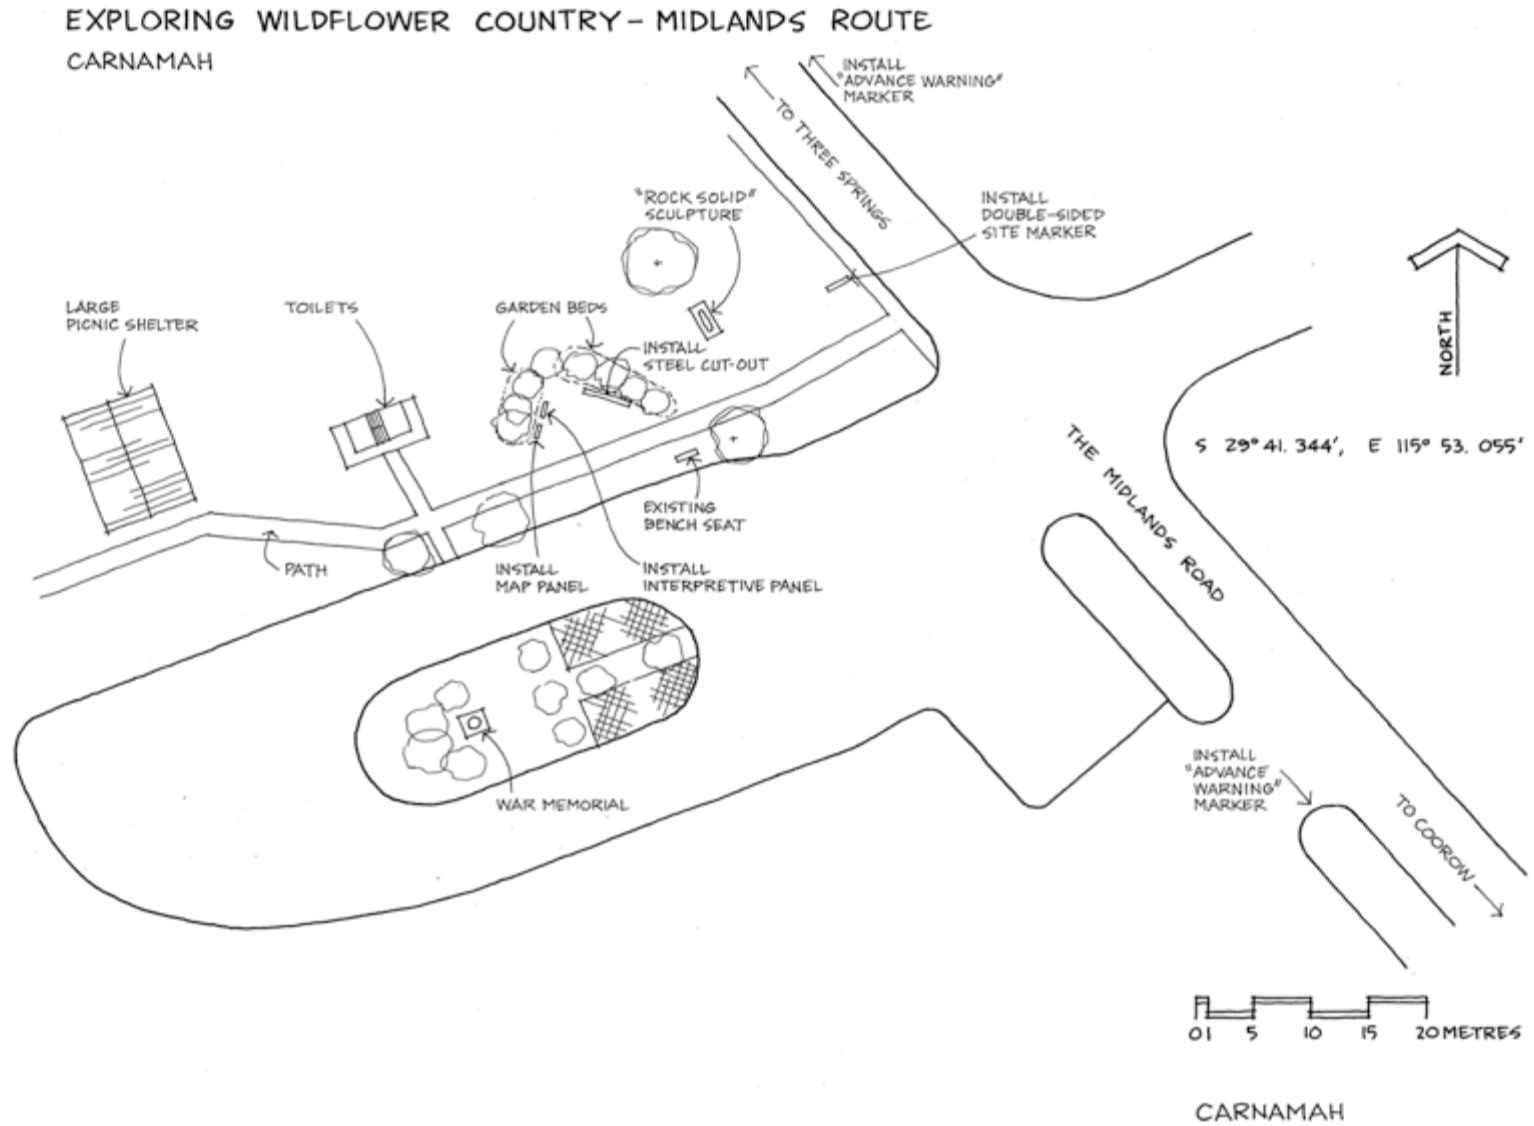 EXPLORING WILDFLOWER COUNTRY - MIDLANDS ROUTE
CARNAMAH
INSTALL
"ADVANCE WARNING"
MARKER
TO THREE SPRINGS
"ROCK SOLID"
SCULPTURE
INSTALL
DOUBLE-SIDED
SITE MARKER
LARGE
PICNIC SHELTER
TOILETS
GARDEN BEDS
INSTALL
STEEL CUT-OUT
NORTH
S 29° 41. 344', E 115° 53. 055'
THE MIDLANDS ROAD
EXISTING
BENCH SEAT
PATH
INSTALL
MAP PANEL
INSTALL
INTERPRETIVE PANEL
WAR MEMORIAL
INSTALL
"ADVANCE
WARNING"
MARKER
TO COOROW
0 1 5 10 15 20 METRES
CARNAMAH